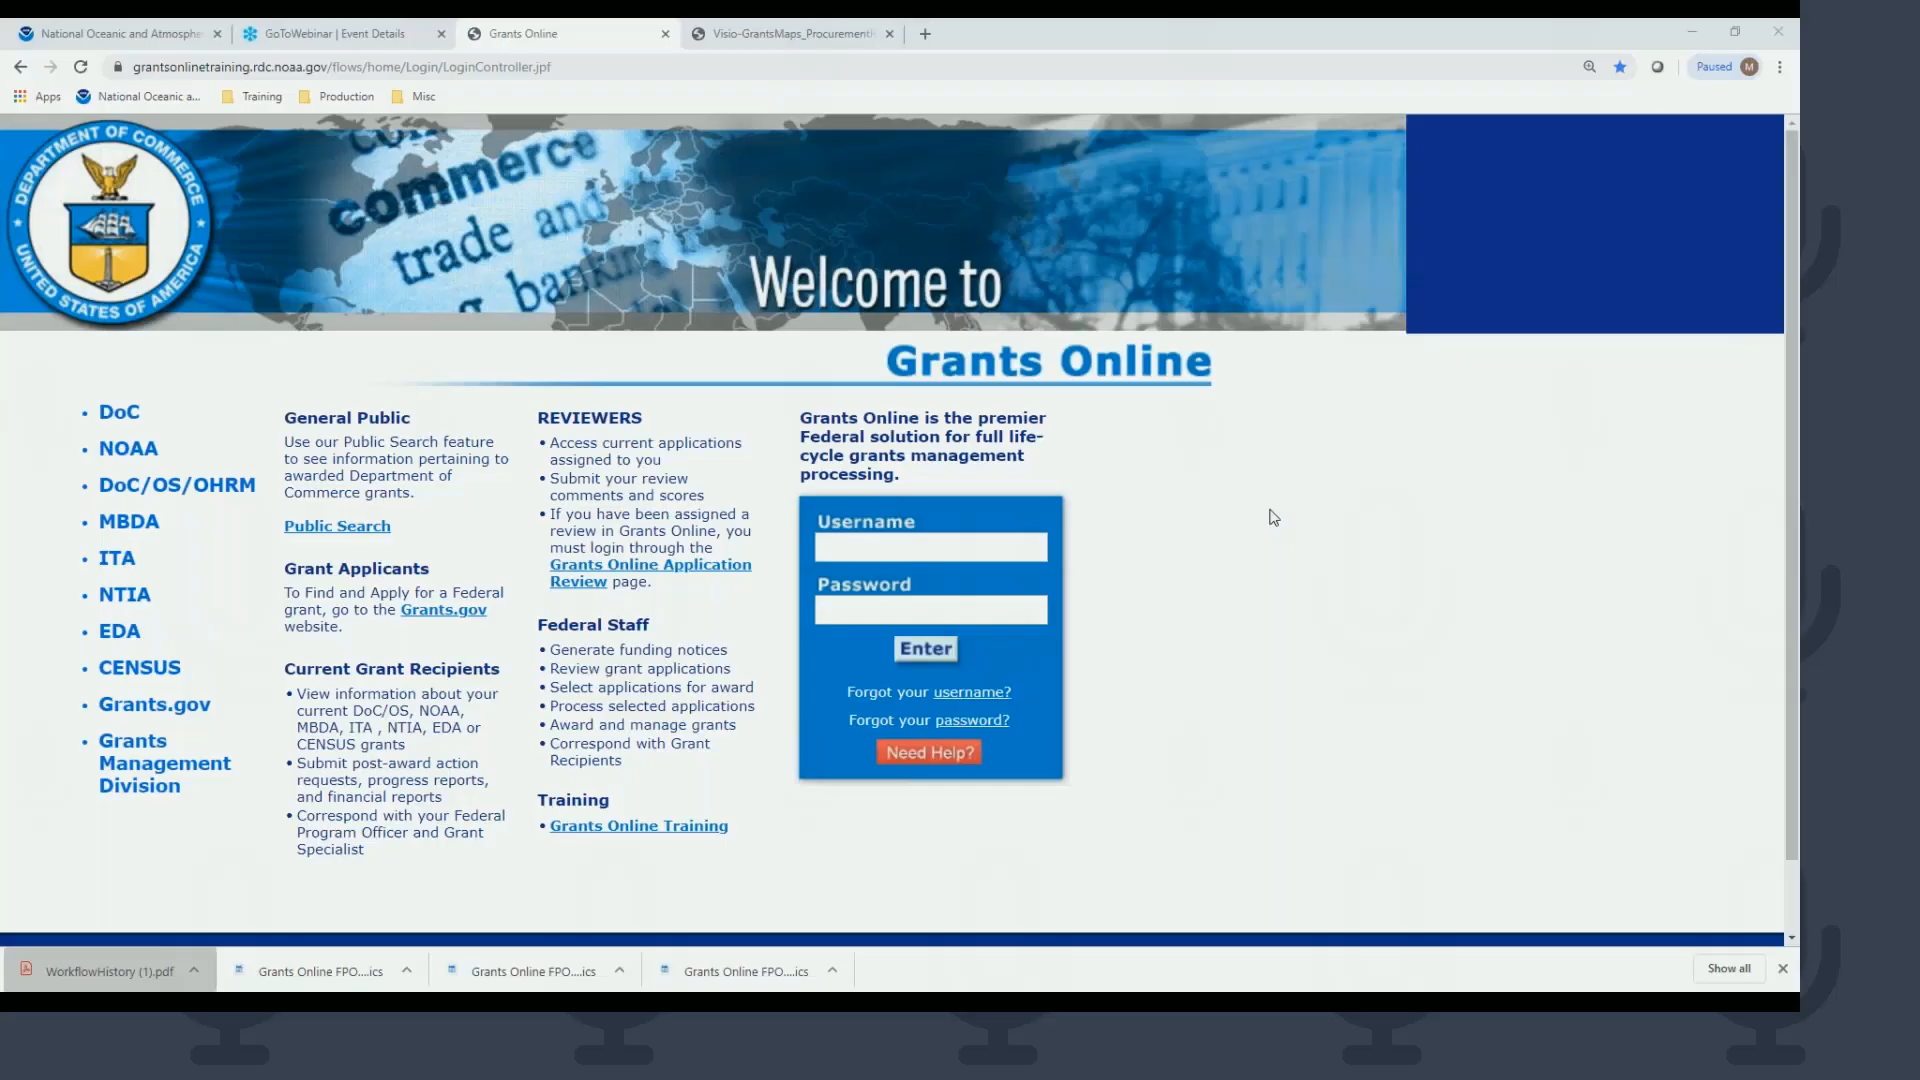 National Oceanic and Atmosphe
GoToWebinar | Event Details
Grants Online
Visio-GrantsMaps_Procurement
grantsonlinetraining.rdc.noaa.gov/flows/home/Login/LoginController.jpf
Paused
M
Apps
National Oceanic a...
Training
Production
Misc
DEPARTMENT OF COMMERCE
UNITED STATES OF AMERICA
commerce
trade and
banking
Welcome to
Grants Online
• DoC
• NOAA
• DoC/OS/OHRM
• MBDA
• ITA
• NTIA
• EDA
• CENSUS
• Grants.gov
• Grants
Management
Division
General Public
Use our Public Search feature
to see information pertaining to
awarded Department of
Commerce grants.
Public Search
Grant Applicants
To Find and Apply for a Federal
grant, go to the Grants.gov
website.
Current Grant Recipients
• View information about your
current DoC/OS, NOAA,
MBDA, ITA , NTIA, EDA or
CENSUS grants
• Submit post-award action
requests, progress reports,
and financial reports
• Correspond with your Federal
Program Officer and Grant
Specialist
REVIEWERS
• Access current applications
assigned to you
• Submit your review
comments and scores
• If you have been assigned a
review in Grants Online, you
must login through the
Grants Online Application
Review page.
Federal Staff
• Generate funding notices
• Review grant applications
• Select applications for award
• Process selected applications
• Award and manage grants
• Correspond with Grant
Recipients
Training
• Grants Online Training
Grants Online is the premier
Federal solution for full life-
cycle grants management
processing.
Username
Password
Enter
Forgot your username?
Forgot your password?
Need Help?
WorkflowHistory (1).pdf
Grants Online FPO....ics
Grants Online FPO....ics
Grants Online FPO....ics
Show all